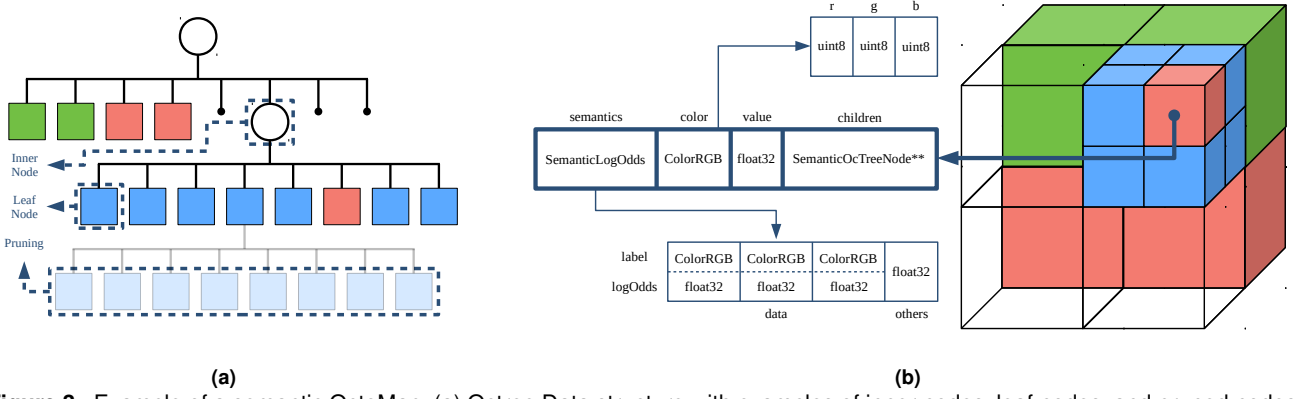 Inner
Node
Leaf
Node
Pruning
(a)
r g b
uint8 uint8 uint8
semantics color value children
SemanticLogOdds ColorRGB float32 SemanticOcTreeNode**
label ColorRGB ColorRGB ColorRGB float32
logOdds float32 float32 float32
data others
(b)